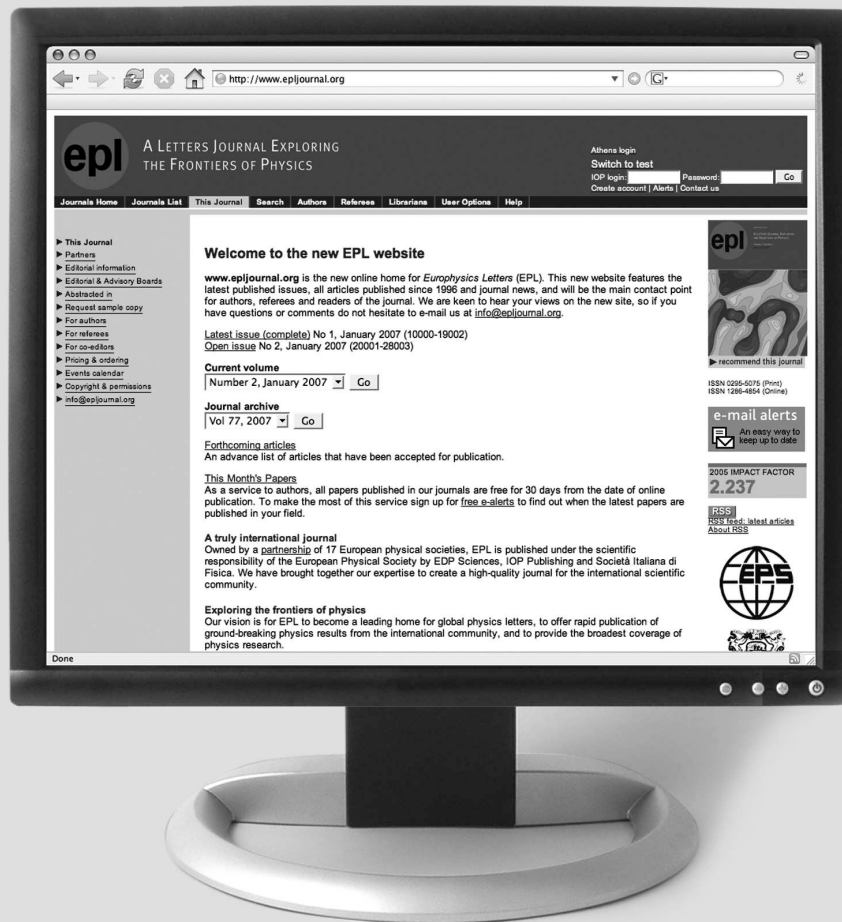 http://www.epljournal.org
G
epl
A Letters Journal Exploring
the Frontiers of Physics
Athens login
Switch to test
IOP login: Password: Go
Create account | Alerts | Contact us
Journals Home Journals List This Journal Search Authors Referees Librarians User Options Help
This Journal
Partners
Editorial information
Editorial & Advisory Boards
Abstracted in
Request sample copy
For authors
For referees
For co-editors
Pricing & ordering
Events calendar
Copyright & permissions
info@epljournal.org
Welcome to the new EPL website
www.epljournal.org is the new online home for Europhysics Letters (EPL). This new website features the
latest published issues, all articles published since 1996 and journal news, and will be the main contact point
for authors, referees and readers of the journal. We are keen to hear your views on the new site, so if you
have questions or comments do not hesitate to e-mail us at info@epljournal.org.
Latest issue (complete) No 1, January 2007 (10000-19002)
Open issue No 2, January 2007 (20001-28003)
Current volume
Number 2, January 2007 Go
Journal archive
Vol 77, 2007 Go
Forthcoming articles
An advance list of articles that have been accepted for publication.
This Month's Papers
As a service to authors, all papers published in our journals are free for 30 days from the date of online
publication. To make the most of this service sign up for free e-alerts to find out when the latest papers are
published in your field.
A truly international journal
Owned by a partnership of 17 European physical societies, EPL is published under the scientific
responsibility of the European Physical Society by EDP Sciences, IOP Publishing and Società Italiana di
Fisica. We have brought together our expertise to create a high-quality journal for the international scientific
community.
Exploring the frontiers of physics
Our vision is for EPL to become a leading home for global physics letters, to offer rapid publication of
ground-breaking physics results from the international community, and to provide the broadest coverage of
physics research.
epl
recommend this journal
ISSN 0295-5075 (Print)
ISSN 1286-4854 (Online)
e-mail alerts
An easy way to
keep up to date
2005 IMPACT FACTOR
2.237
RSS
RSS feed: latest articles
About RSS
EPS
Done